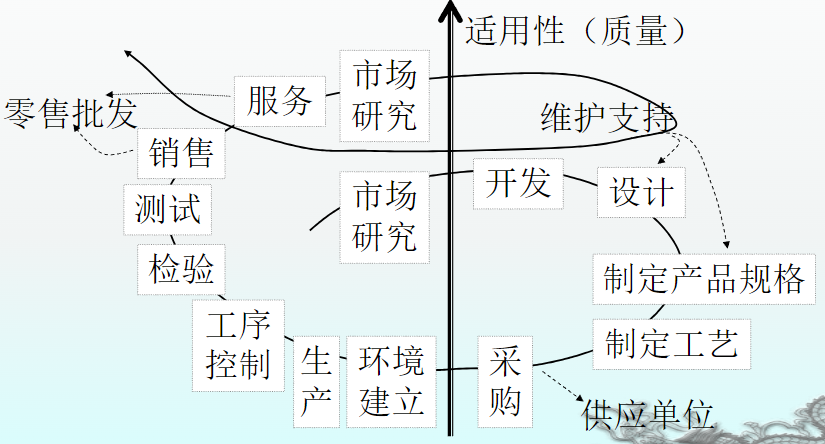 适用性（质量）
市场
研究
服务
零售批发
维护支持
销售
市场
研究
开发
设计
测试
检验
制定产品规格
工序
控制
生
产
环境
建立
采
购
制定工艺
供应单位